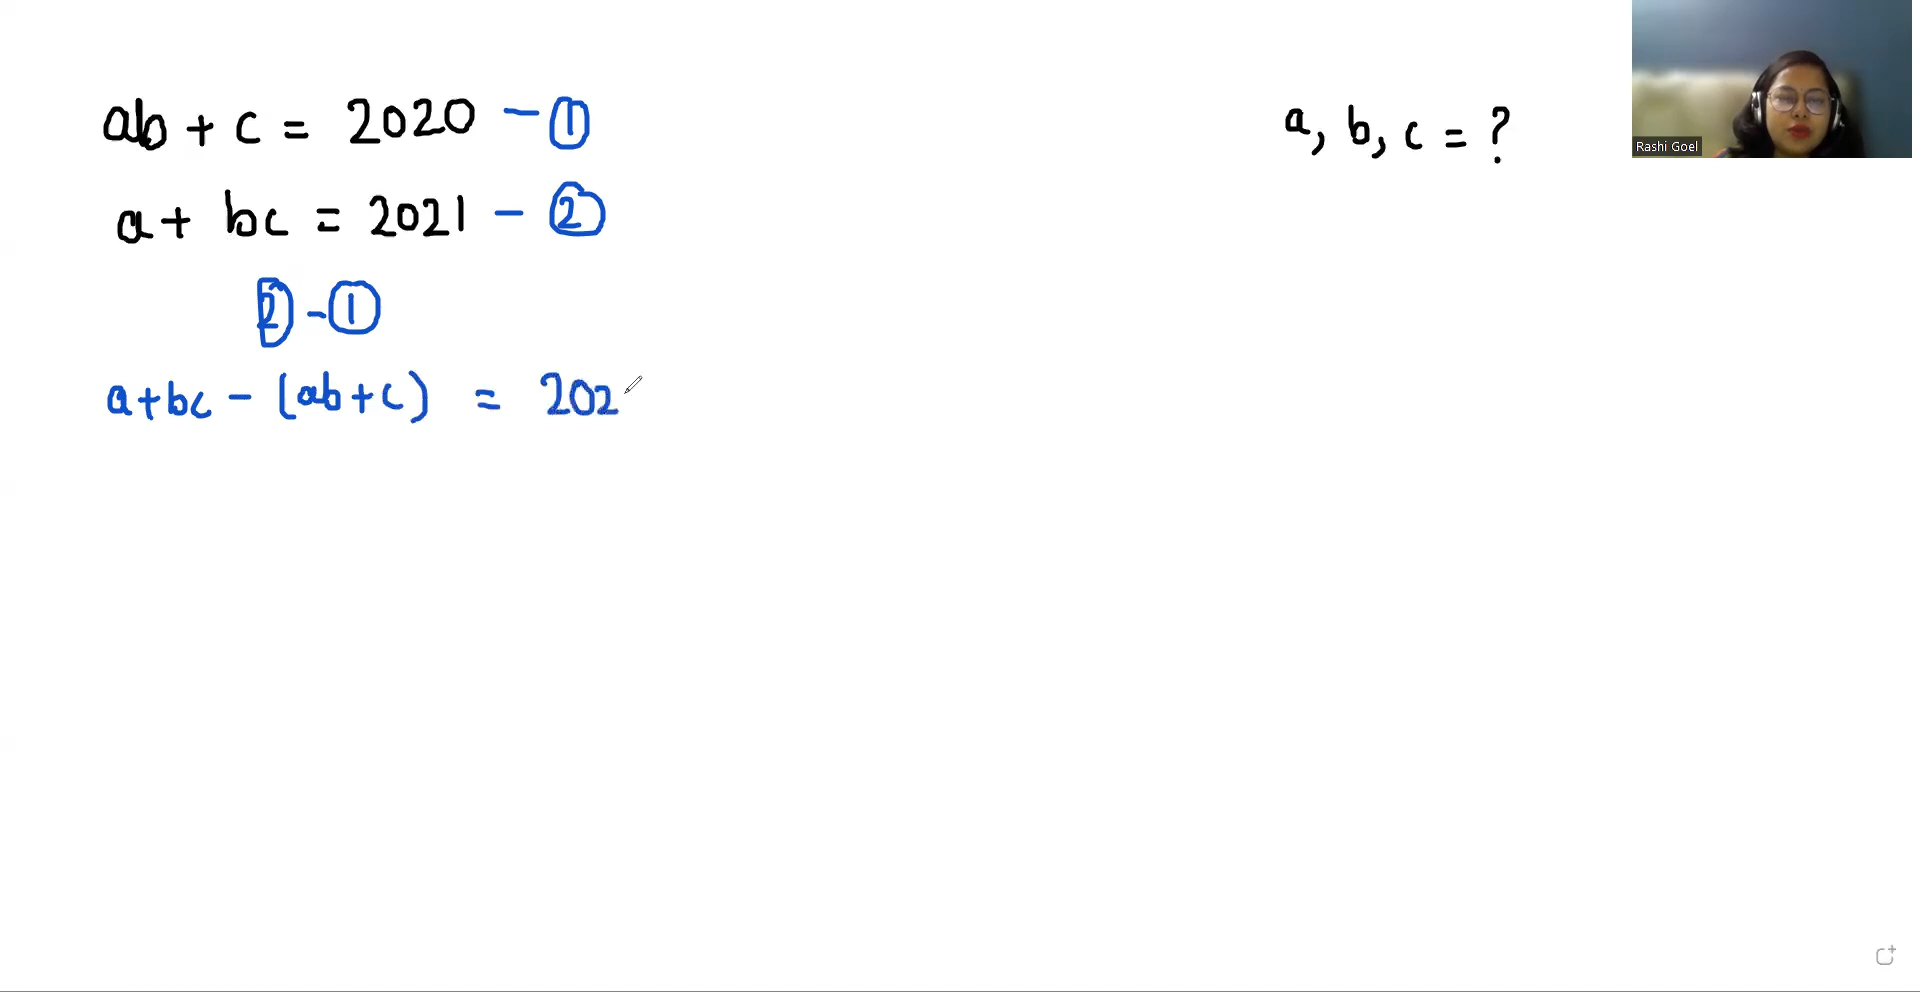 ab + c = 2020 - ①
a, b, c = ?
Rashi Goel
a + bc = 2021 - ②
② - ①
a+bc - (ab+c) = 202